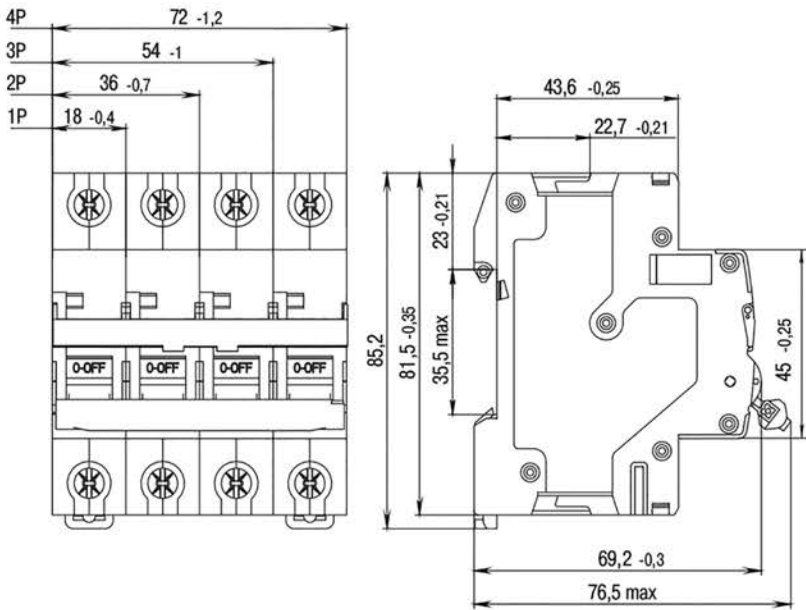 4P 72 -1,2
3P 54 -1
2P 36 -0,7
1P 18 -0,4
43,6 -0,25
22,7 -0,21
23 -0,21
85,2
81,5 -0,35
35,5 max
45 -0,25
0-OFF 0-OFF 0-OFF 0-OFF
69,2 -0,3
76,5 max